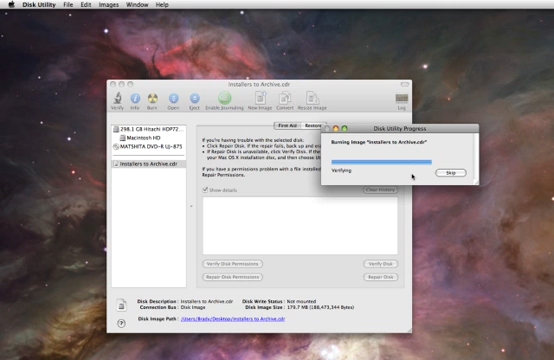 Disk Utility File Edit Images Window Help
Installers to Archive.cdr
Verify Info Burn Open Eject Enable Journaling New Image Convert Resize Image Log
298.1 GB Hitachi HDP72...
Macintosh HD
MATSHITA DVD-R UJ-875
Installers to Archive.cdr
First Aid Restore
If you're having trouble with the selected disk:
• Click Repair Disk. If the repair fails, back up and
• If Repair Disk is unavailable, click Verify Disk. If the
your Mac OS X installation disc, and then choose
If you have a permissions problem with a file installed
Repair Permissions.
Show details
Clear History
Verify Disk Permissions
Verify Disk
Repair Disk Permissions
Repair Disk
Disk Utility Progress
Burning Image "Installers to Archive.cdr"
Verifying
Skip
Disk Description : Installers to Archive.cdr Disk Write Status : Not mounted
Connection Bus : Disk Image Disk Image Size : 179.7 MB (188,473,344 Bytes)
Disk Image Path : /Users/Brady/Desktop/Installers to Archive.cdr
?